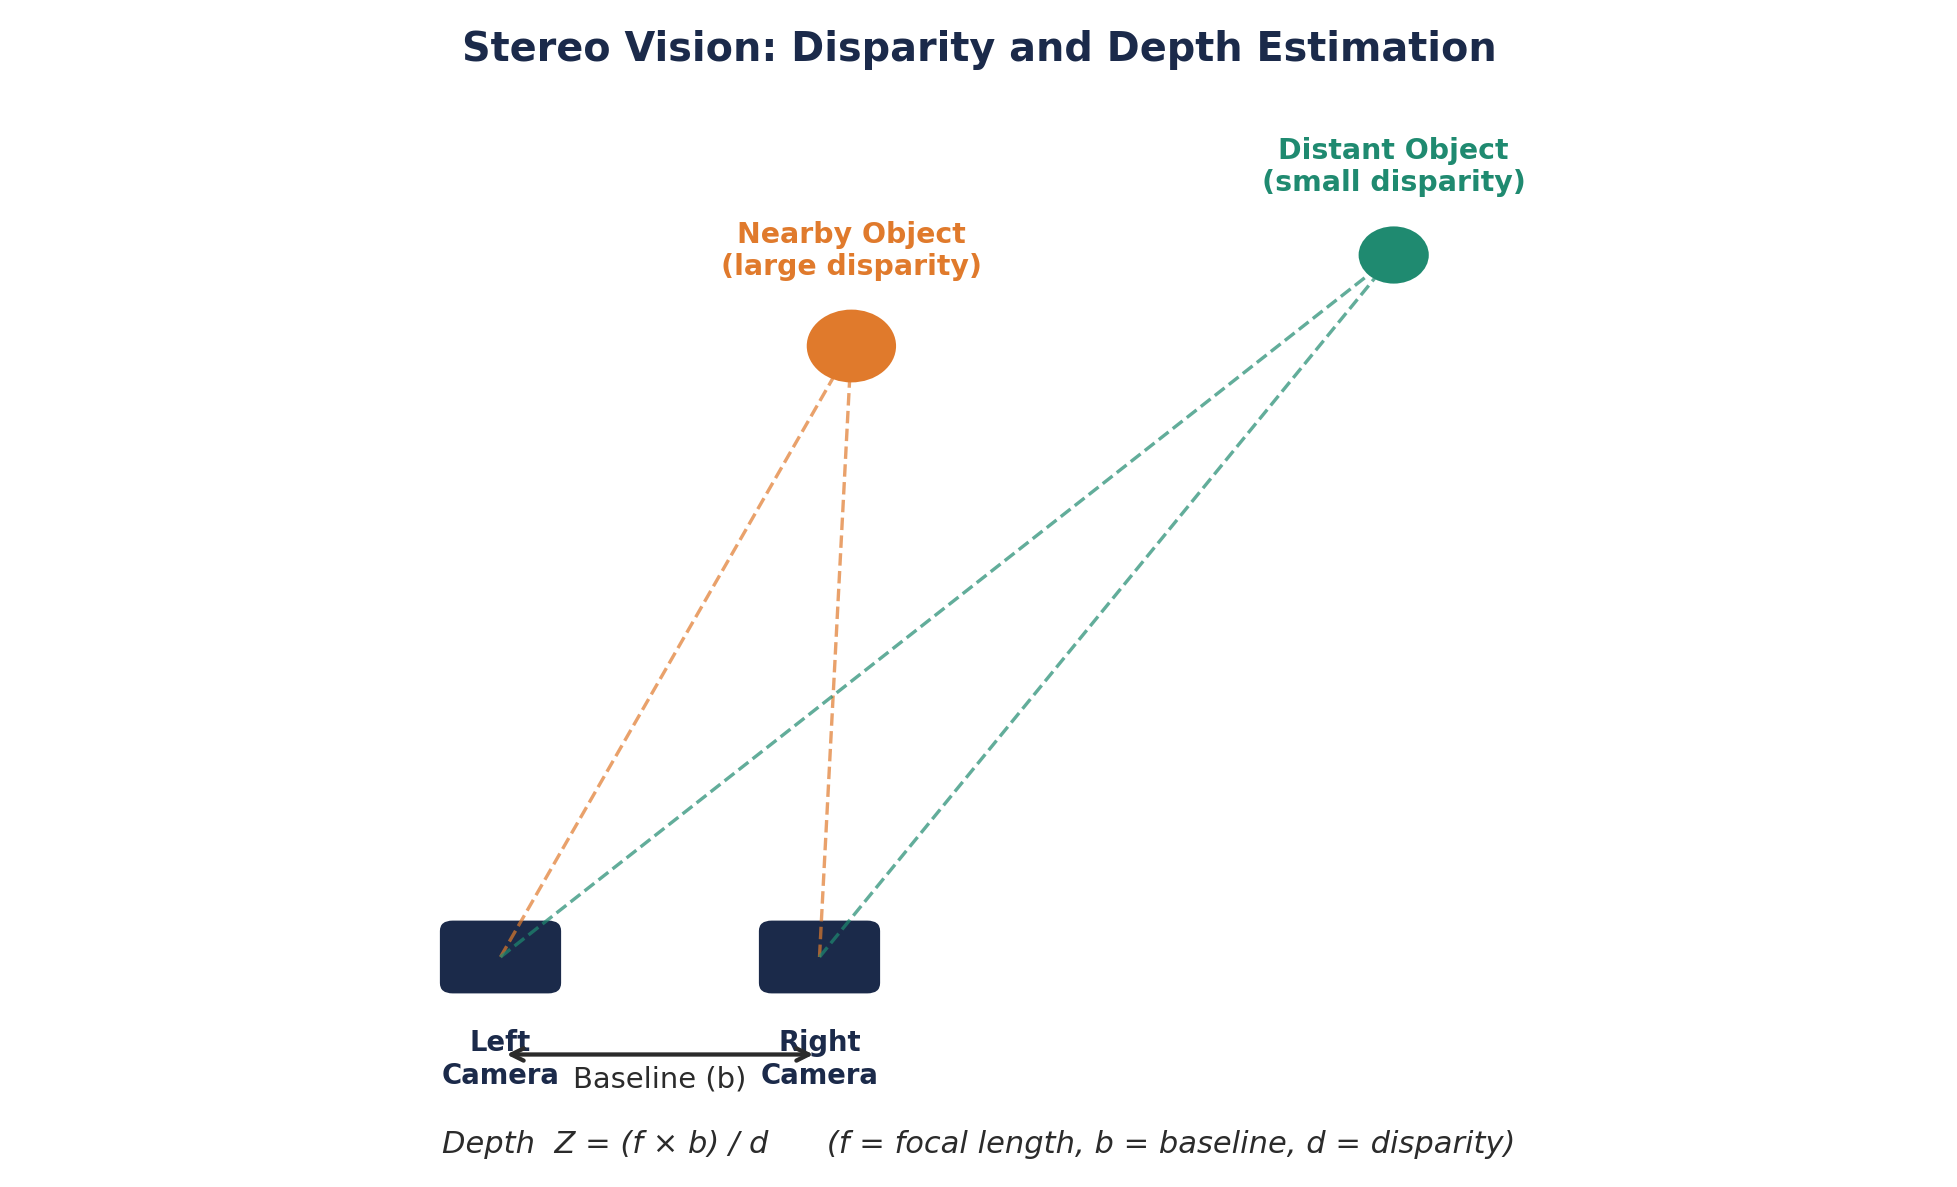 Stereo Vision: Disparity and Depth Estimation
Distant Object
(small disparity)
Nearby Object
(large disparity)
Left
Camera
Right
Camera
Baseline (b)
Depth  Z = (f × b) / d      (f = focal length, b = baseline, d = disparity)